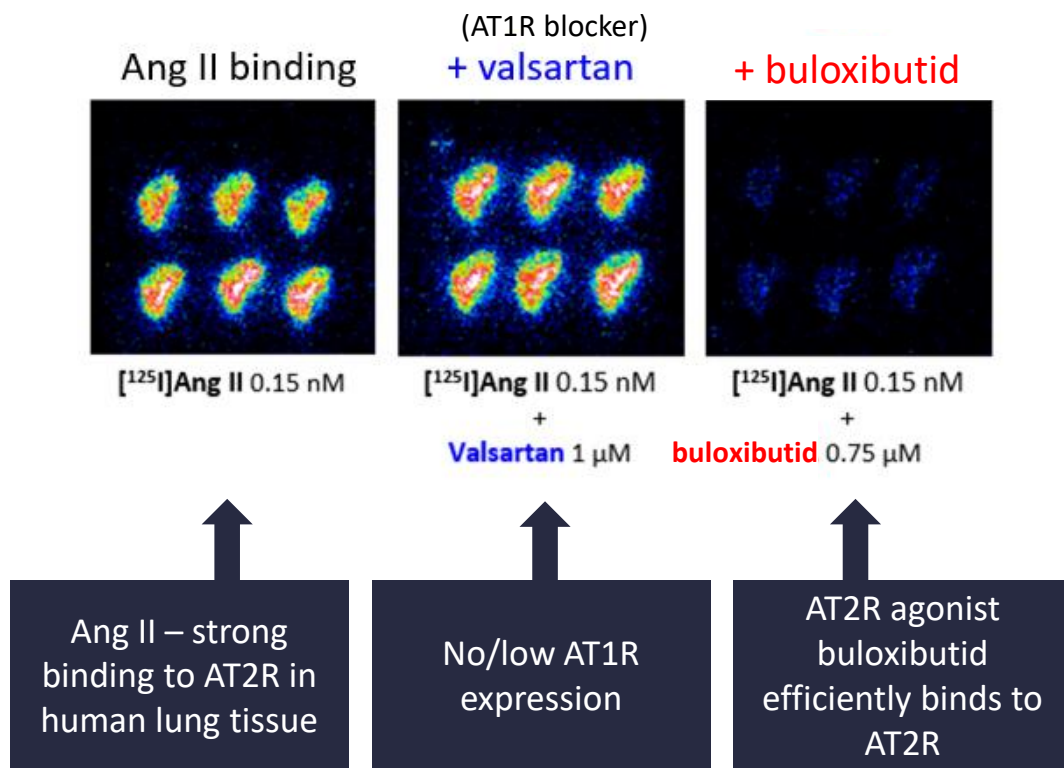 (AT1R blocker)
Ang II binding
+ valsartan
+ buloxibutid
[¹²⁵I]Ang II 0.15 nM
[¹²⁵I]Ang II 0.15 nM
+
Valsartan 1 μM
[¹²⁵I]Ang II 0.15 nM
+
buloxibutid 0.75 μM
Ang II – strong
binding to AT2R in
human lung tissue
No/low AT1R
expression
AT2R agonist
buloxibutid
efficiently binds to
AT2R